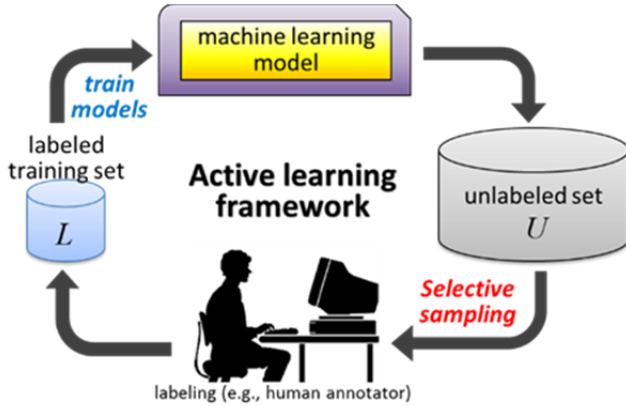 machine learning
model
train
models
labeled
training set
L
Active learning
framework
unlabeled set
U
Selective
sampling
labeling (e.g., human annotator)